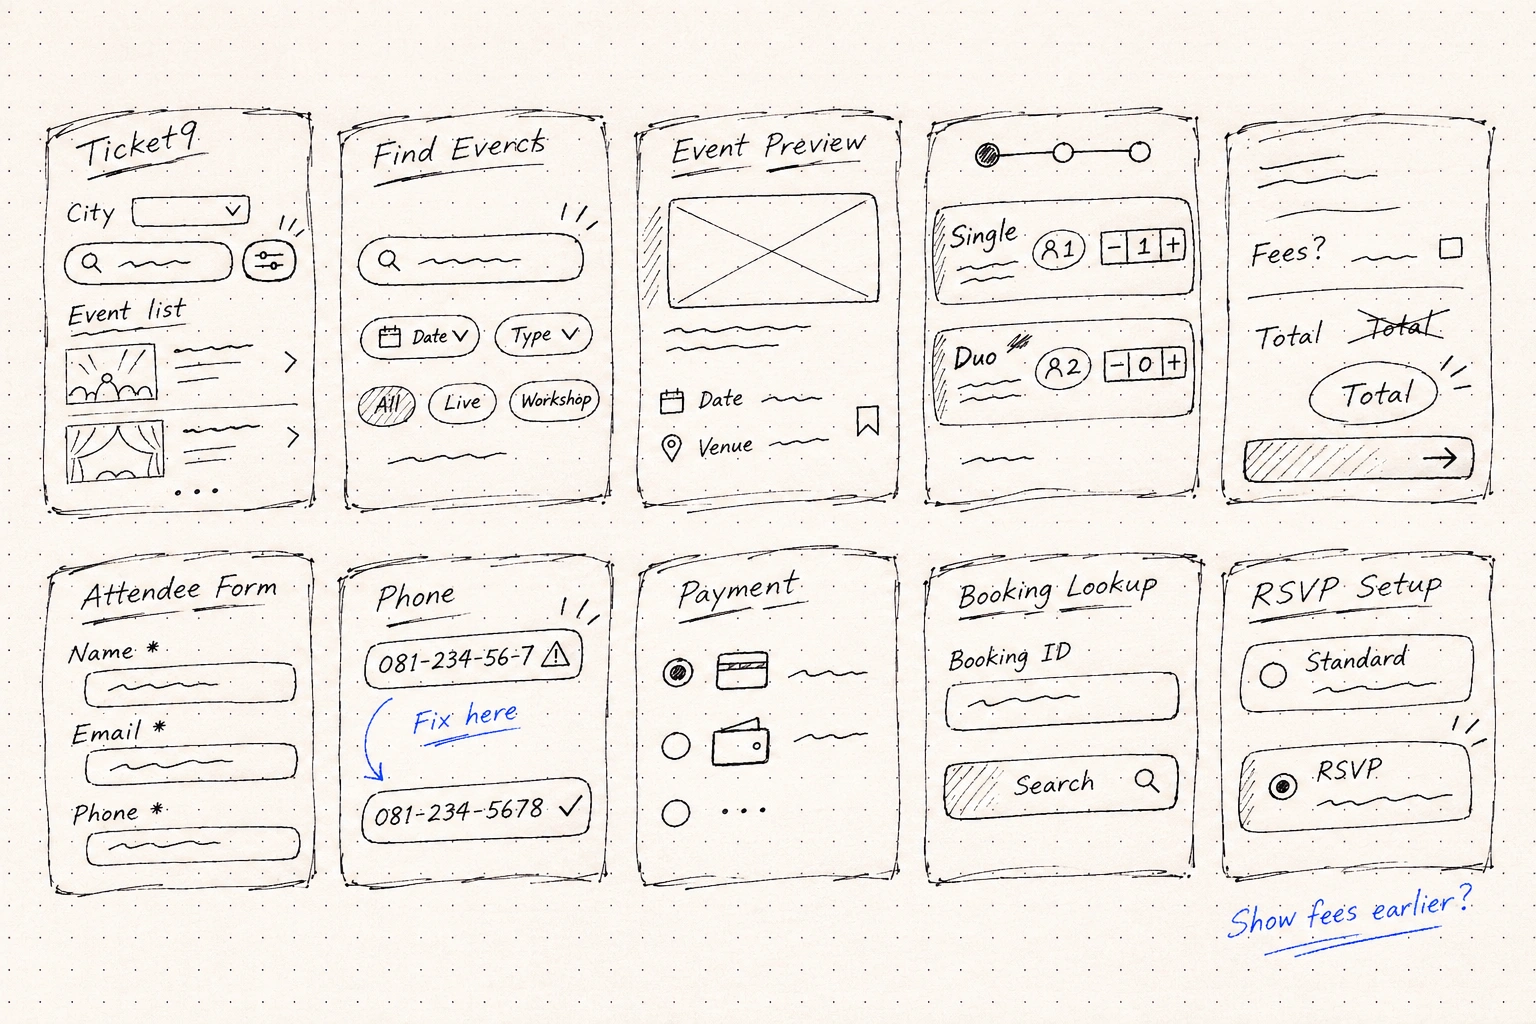 Ticket9
City
Event list
Find Evercts
Date
Type
All
Live
Workshop
Event Preview
Date
Venue
Single
1
- 1 +
Duo
2
- 0 +
Fees?
Total
Total
Total
Attendee Form
Name *
Email *
Phone *
Phone
081-234-56-7
Fix here
081-234-5678
Payment
Booking Lookup
Booking ID
Search
RSVP Setup
Standard
RSVP
Show fees earlier?